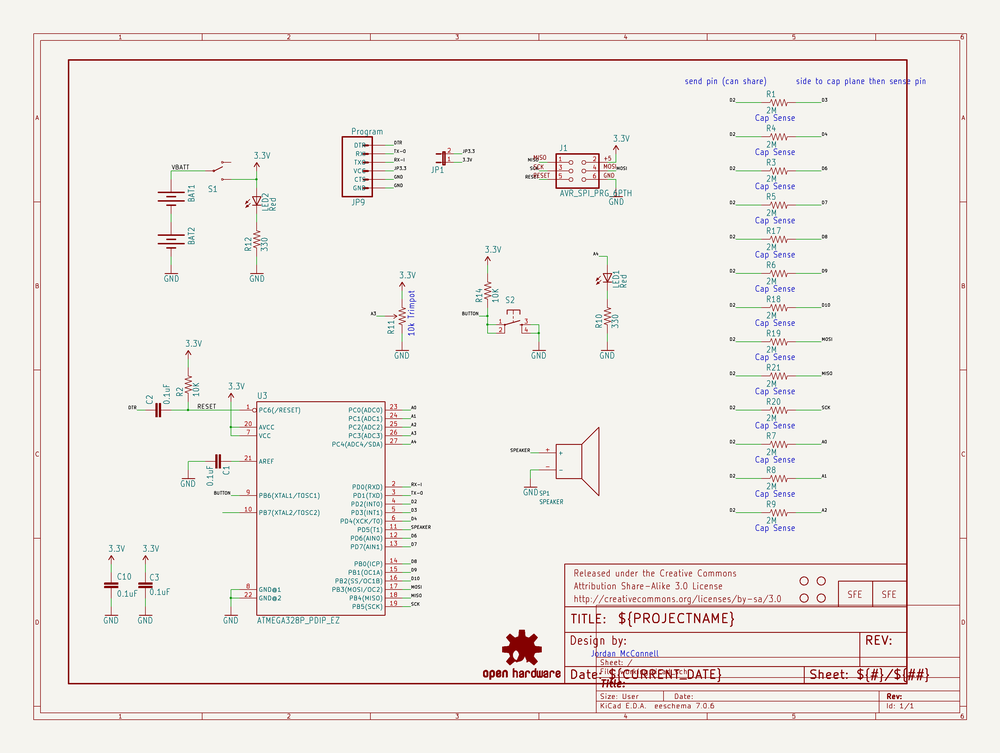 1 2 3 4 5 6
A A
B B
C C
D D
send pin (can share) side to cap plane then sense pin
D2 R1 2M D3
Cap Sense
D2 R4 2M D4
Cap Sense
D2 R3 2M D6
Cap Sense
D2 R5 2M D7
Cap Sense
D2 R17 2M D8
Cap Sense
D2 R6 2M D9
Cap Sense
D2 R18 2M D10
Cap Sense
D2 R19 2M MOSI
Cap Sense
D2 R21 2M MISO
Cap Sense
D2 R20 2M SCK
Cap Sense
D2 R7 2M A0
Cap Sense
D2 R8 2M A1
Cap Sense
D2 R9 2M A2
Cap Sense
VBATT
S1
BAT1
BAT2
GND
3.3V
LED2
Red
R12
330
GND
Program
DTR
TX-O
RX-I
JP3.3
GND
GND
JP9
JP1
2 JP3.3
1 3.3V
J1
MISO 1 2 +5
SCK 3 4 MOSI MOSI
RESET 5 6 GND
AVR_SPI_PRG_6PTH
3.3V
GND
3.3V
A3
R11
10k Trimpot
GND
3.3V
R14
10K
BUTTON
S2
1 3
2 4
GND
A4
LED1
Red
R10
330
GND
3.3V
R2
10K
DTR
C2
0.1uF
RESET
3.3V
C1
0.1uF
GND
BUTTON
U3
1 PC6(/RESET)
20 AVCC
7 VCC
21 AREF
9 PB6(XTAL1/TOSC1)
10 PB7(XTAL2/TOSC2)
8 GND@1
22 GND@2
PC0(ADC0) 23 A0
PC1(ADC1) 24 A1
PC2(ADC2) 25 A2
PC3(ADC3) 26 A3
PC4(ADC4/SDA) 27 A4
PD0(RXD) 2 RX-I
PD1(TXD) 3 TX-O
PD2(INT0) 4 D2
PD3(INT1) 5 D3
PD4(XCK/T0) 6 D4
PD5(T1) 11 SPEAKER
PD6(AIN0) 12 D6
PD7(AIN1) 13 D7
PB0(ICP) 14 D8
PB1(OC1A) 15 D9
PB2(SS/OC1B) 16 D10
PB3(MOSI/OC2) 17 MOSI
PB4(MISO) 18 MISO
PB5(SCK) 19 SCK
ATMEGA328P_PDIP_EZ
GND
3.3V 3.3V
C10
0.1uF
C3
0.1uF
GND GND
SPEAKER
+ +
- -
GND
SP1
SPEAKER
open hardware
Released under the Creative Commons
Attribution Share-Alike 3.0 License
http://creativecommons.org/licenses/by-sa/3.0
SFE SFE
TITLE: ${PROJECTNAME}
Design by:
REV:
Jordan McConnell
Sheet: /
Date: ${CURRENT_DATE}
Sheet: ${#}/${##}
Title:
Size: User Date: Rev:
KiCad E.D.A. eeschema 7.0.6 Id: 1/1
1 2 3 4 5 6